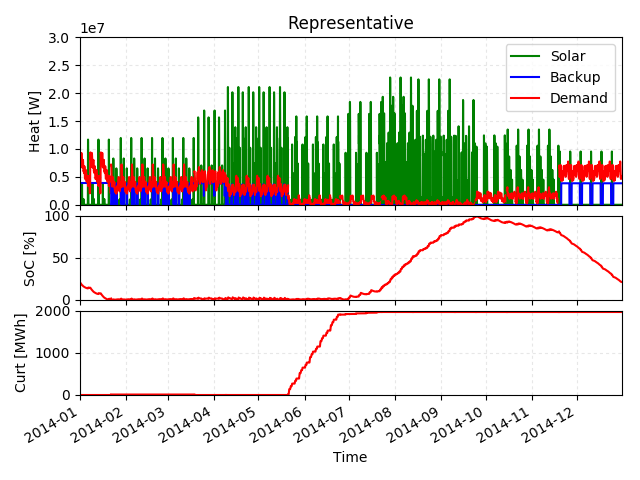 Representative
1e7
3.0
2.5
2.0
1.5
1.0
0.5
0.0
Heat [W]
Solar
Backup
Demand
100
50
0
SoC [%]
2000
1000
0
Curt [MWh]
2014-01
2014-02
2014-03
2014-04
2014-05
2014-06
2014-07
2014-08
2014-09
2014-10
2014-11
2014-12
Time